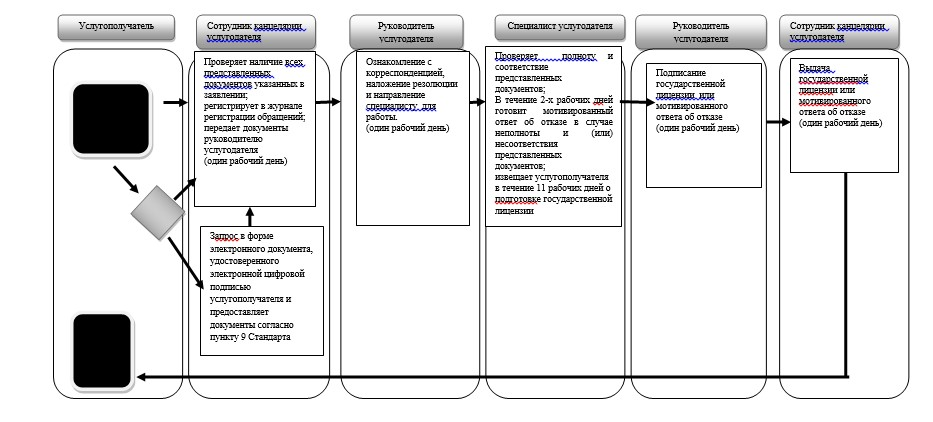 Услугополучатель
Сотрудник канцелярии
услугодателя
Руководитель
услугодателя
Специалист услугодателя
Руководитель
услугодателя
Сотрудник канцелярии
услугодателя
Проверяет наличие всех
представленных
документов указанных в
заявлении;
регистрирует в журнале
регистрации обращений;
передает документы
руководителю
услугодателя
(один рабочий день)
Запрос в форме
электронного документа,
удостоверенного
электронной цифровой
подписью
услугополучателя и
предоставляет
документы согласно
пункту 9 Стандарта
Ознакомление с
корреспонденцией,
наложение резолюции
и направление
специалисту для
работы.
(один рабочий день)
Проверяет полноту и
соответствие
представленных
документов;
В течение 2-х рабочих дней
готовит мотивированный
ответ об отказе в случае
неполноты и (или)
несоответствия
представленных
документов;
извещает услугополучателя
в течение 11 рабочих дней о
подготовке государственной
лицензии
Подписание
государственной
лицензии или
мотивированного
ответа об отказе
(один рабочий день)
Выдача
государственной
лицензии или
мотивированного
ответа об отказе
(один рабочий день)